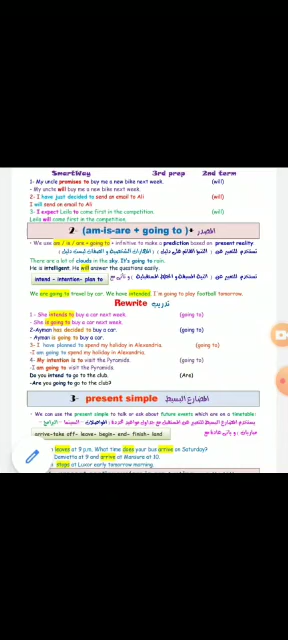 SmartWay 3rd prep 2nd term
1- My uncle promises to buy me a new bike next week. (will)
- My uncle will buy me a new bike next week.
2- I have just decided to send an email to Ali (will)
I will send an email to Ali
3- I expect Laila to come first in the competition. (will)
Laila will come first in the competition.
2- (am-is-are + going to )• المصدر
• We use am / is / are + going to + infinitive to make a prediction based on present reality
There are a lot of clouds in the sky. It's going to rain.
He is intelligent. He will answer the questions easily.
intend - intention- plan to
We are going to travel by car. We have intended. I'm going to play football tomorrow.
Rewrite تدريب
1- She intends to buy a car next week. (going to)
- She is going to buy a car next week.
2-Ayman has decided to buy a car. (going to)
- Ayman is going to buy a car.
3- I have planned to spend my holiday in Alexandria. (going to)
-I am going to spend my holiday in Alexandria.
4- My intention is to visit the Pyramids. (going to)
-I am going to visit the Pyramids.
Do you intend to go to the club? (Are)
-Are you going to go to the club?
3- present simple المضارع البسيط
• We can use the present simple to talk or ask about future events which are on a timetable:
arrive-take off- leave- begin- end- finish- land
leaves at 9 p.m. What time does your bus arrive on Saturday?
Damietta at 9 and arrive at Mansura at 10.
stops at Luxor early tomorrow morning.